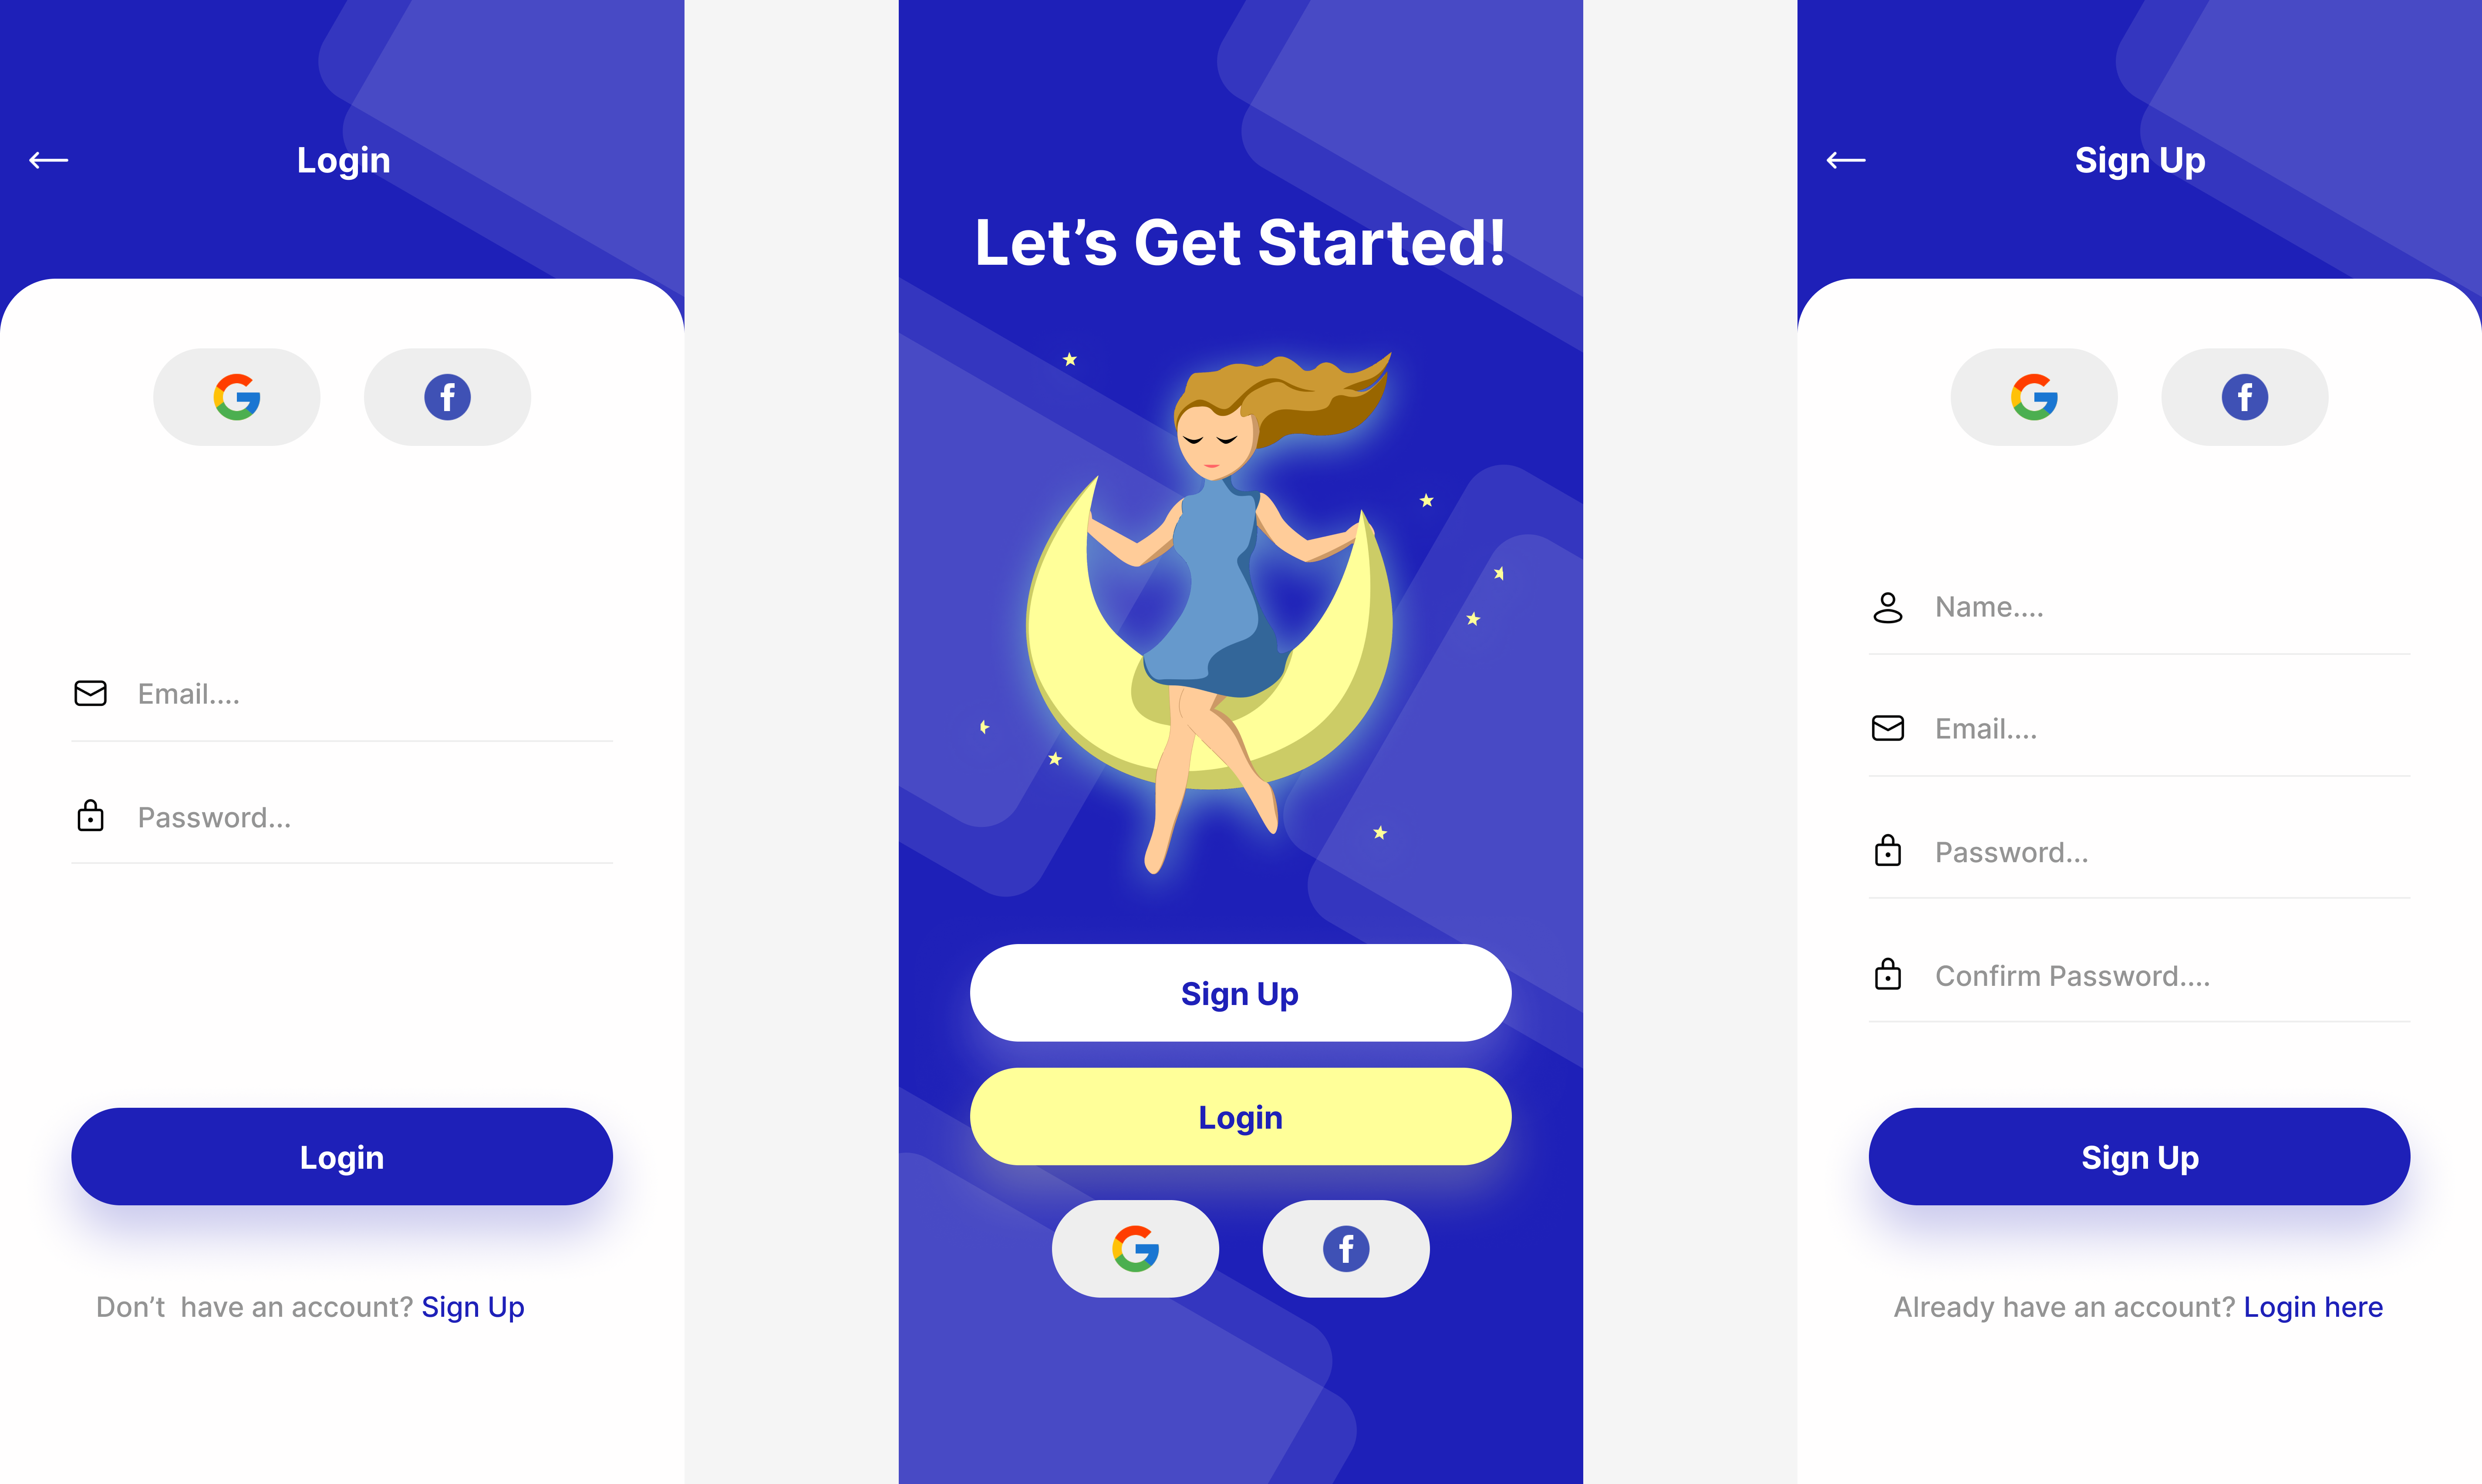 Login
Email....
Password...
Login
Don’t  have an account? Sign Up
Let’s Get Started!
Sign Up
Login
Sign Up
Name....
Email....
Password...
Confirm Password....
Sign Up
Already have an account? Login here